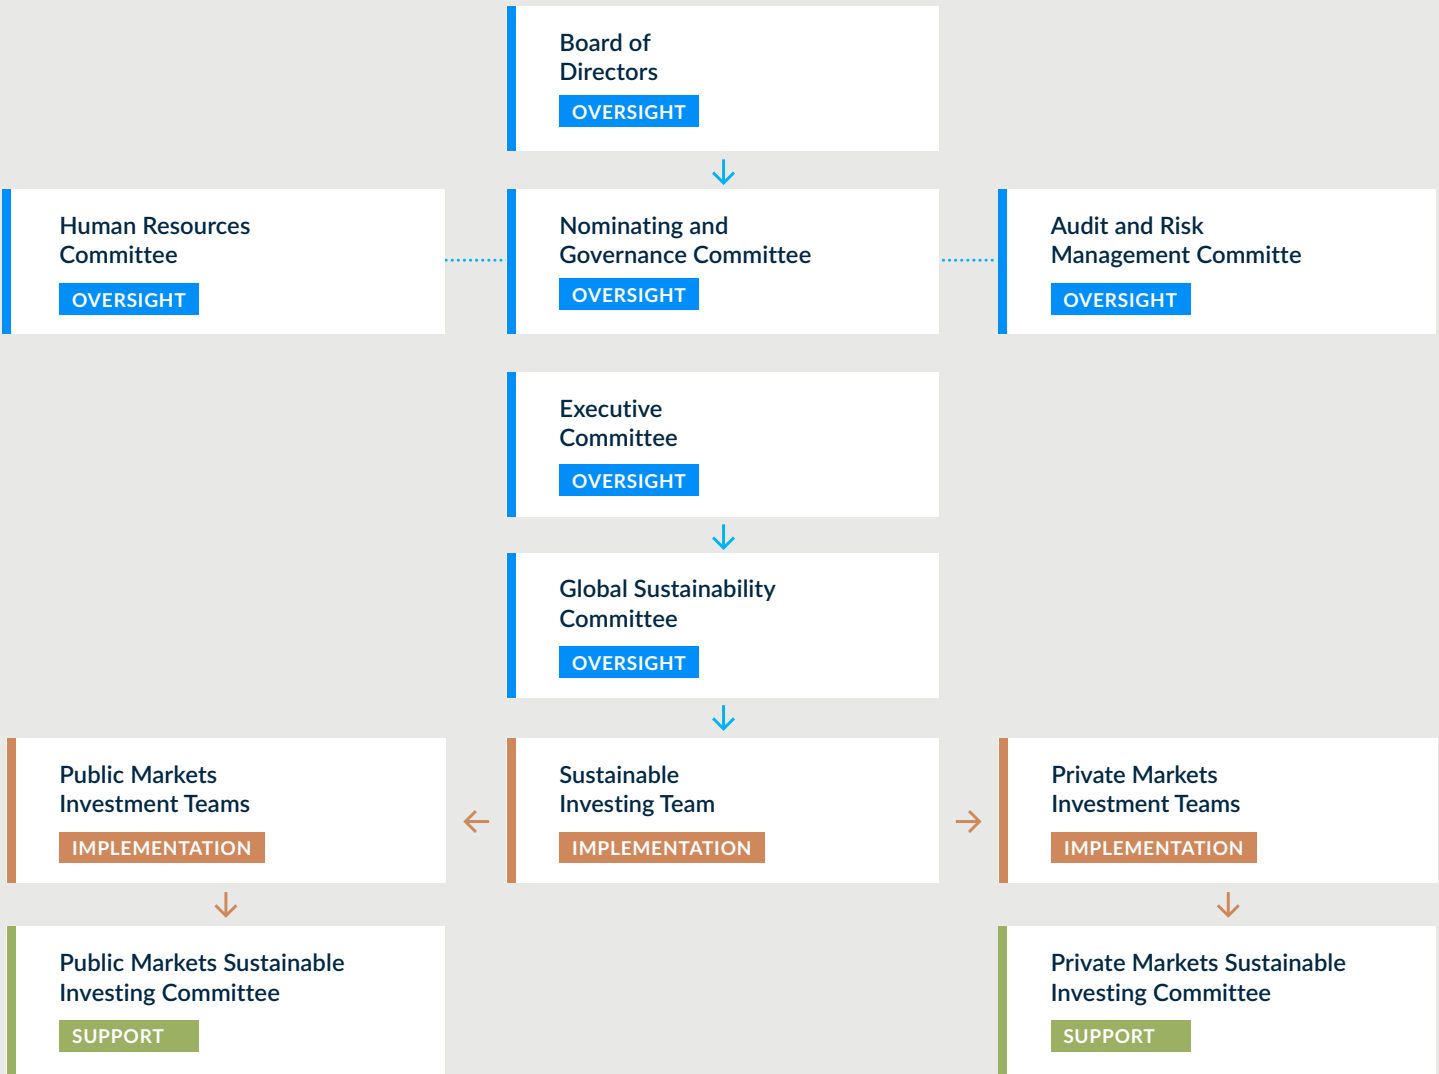 Board of
Directors
OVERSIGHT
Human Resources
Committee
OVERSIGHT
Nominating and
Governance Committee
OVERSIGHT
Audit and Risk
Management Committe
OVERSIGHT
Executive
Committee
OVERSIGHT
Global Sustainability
Committee
OVERSIGHT
Public Markets
Investment Teams
IMPLEMENTATION
Sustainable
Investing Team
IMPLEMENTATION
Private Markets
Investment Teams
IMPLEMENTATION
Public Markets Sustainable
Investing Committee
SUPPORT
Private Markets Sustainable
Investing Committee
SUPPORT